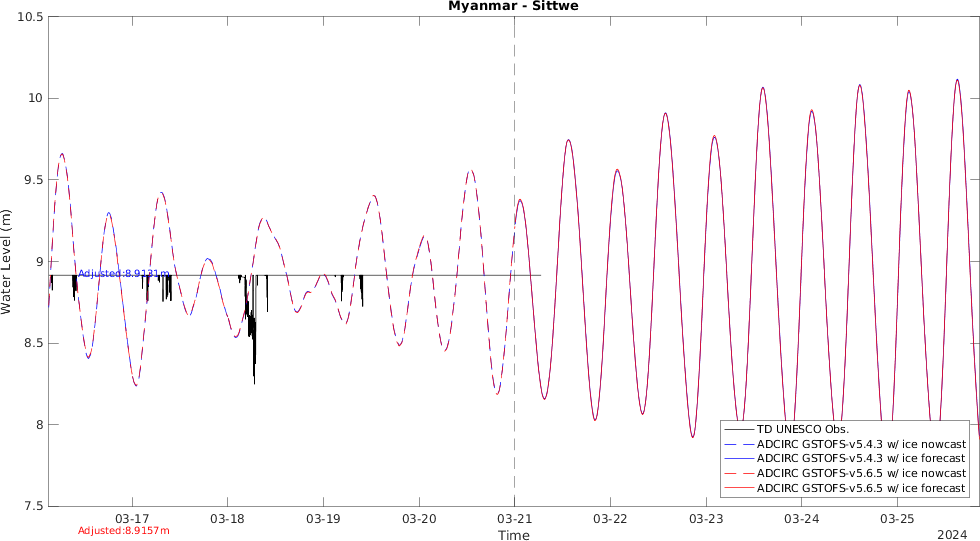 Myanmar - Sittwe
10.5
10
9.5
9
8.5
8
7.5
Water Level (m)
Adjusted:8.9131m
TD UNESCO Obs.
ADCIRC GSTOFS-v5.4.3 w/ ice nowcast
ADCIRC GSTOFS-v5.4.3 w/ ice forecast
ADCIRC GSTOFS-v5.6.5 w/ ice nowcast
ADCIRC GSTOFS-v5.6.5 w/ ice forecast
03-17 03-18 03-19 03-20 03-21 03-22 03-23 03-24 03-25
Adjusted:8.9157m
Time
2024